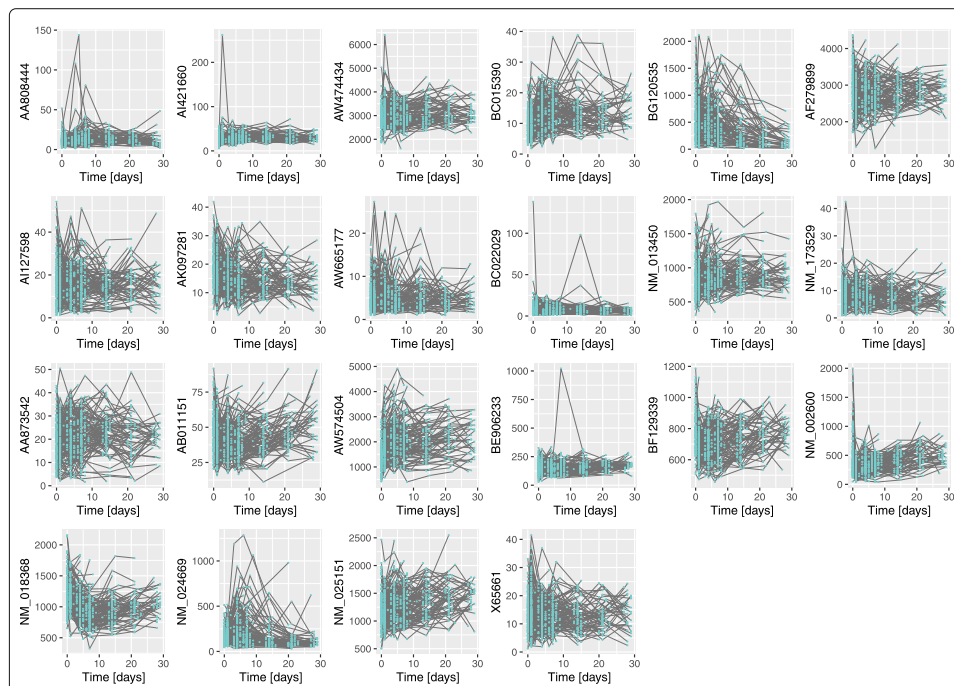 AA808444
150
100
50
0
0 10 20 30
Time [days]
AI421660
200
100
0
0 10 20 30
Time [days]
AW474434
6000
5000
4000
3000
2000
0 10 20 30
Time [days]
BC015390
40
30
20
10
0
0 10 20 30
Time [days]
BG120535
2000
1500
1000
500
0
0 10 20 30
Time [days]
AF279899
4000
3000
2000
0 10 20 30
Time [days]
AI127598
40
20
0
0 10 20 30
Time [days]
AK097281
40
30
20
10
0 10 20 30
Time [days]
AW665177
20
10
0
0 10 20 30
Time [days]
BC022029
100
50
0
0 10 20 30
Time [days]
NM_013450
2000
1500
1000
500
0 10 20 30
Time [days]
NM_173529
40
30
20
10
0
0 10 20 30
Time [days]
AA873542
50
40
30
20
10
0
0 10 20 30
Time [days]
AB011151
75
50
25
0 10 20 30
Time [days]
AW574504
5000
4000
3000
2000
1000
0 10 20 30
Time [days]
BE906233
1000
750
500
250
0
0 10 20 30
Time [days]
BF129339
1200
1000
800
600
0 10 20 30
Time [days]
NM_002600
2000
1500
1000
500
0
0 10 20 30
Time [days]
NM_018368
2000
1500
1000
500
0 10 20 30
Time [days]
NM_024669
1000
500
0
0 10 20 30
Time [days]
NM_025151
2500
2000
1500
1000
500
0 10 20 30
Time [days]
X65661
40
30
20
10
0
0 10 20 30
Time [days]